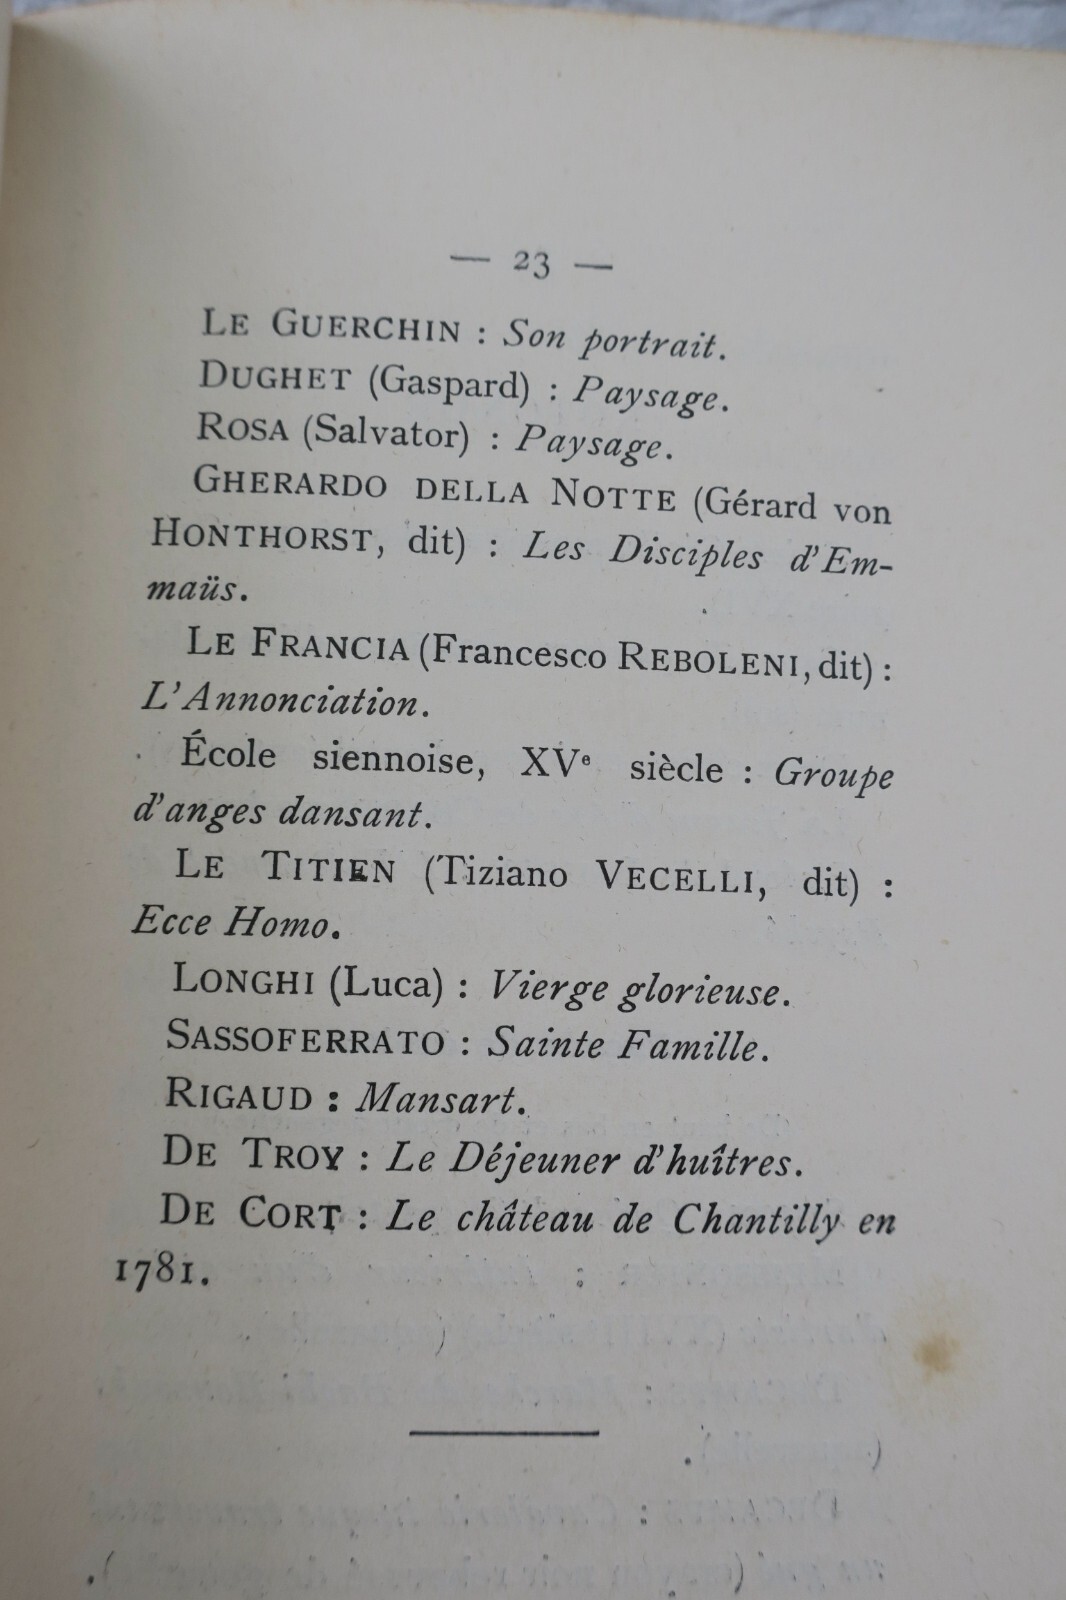 — 23 —
LE GUERCHIN : Son portrait.
DUGHET (Gaspard) : Paysage.
ROSA (Salvator) : Paysage.
GHERARDO DELLA NOTTE (Gérard von
HONTHORST, dit) : Les Disciples d'Em-
maüs.
LE FRANCIA (Francesco REBOLENI, dit) :
L'Annonciation.
École siennoise, XVe siècle : Groupe
d'anges dansant.
LE TITIEN (Tiziano VECELLI, dit) :
Ecce Homo.
LONGHI (Luca) : Vierge glorieuse.
SASSOFERRATO : Sainte Famille.
RIGAUD : Mansart.
DE TROY : Le Déjeuner d'huîtres.
DE CORT : Le château de Chantilly en
1781.